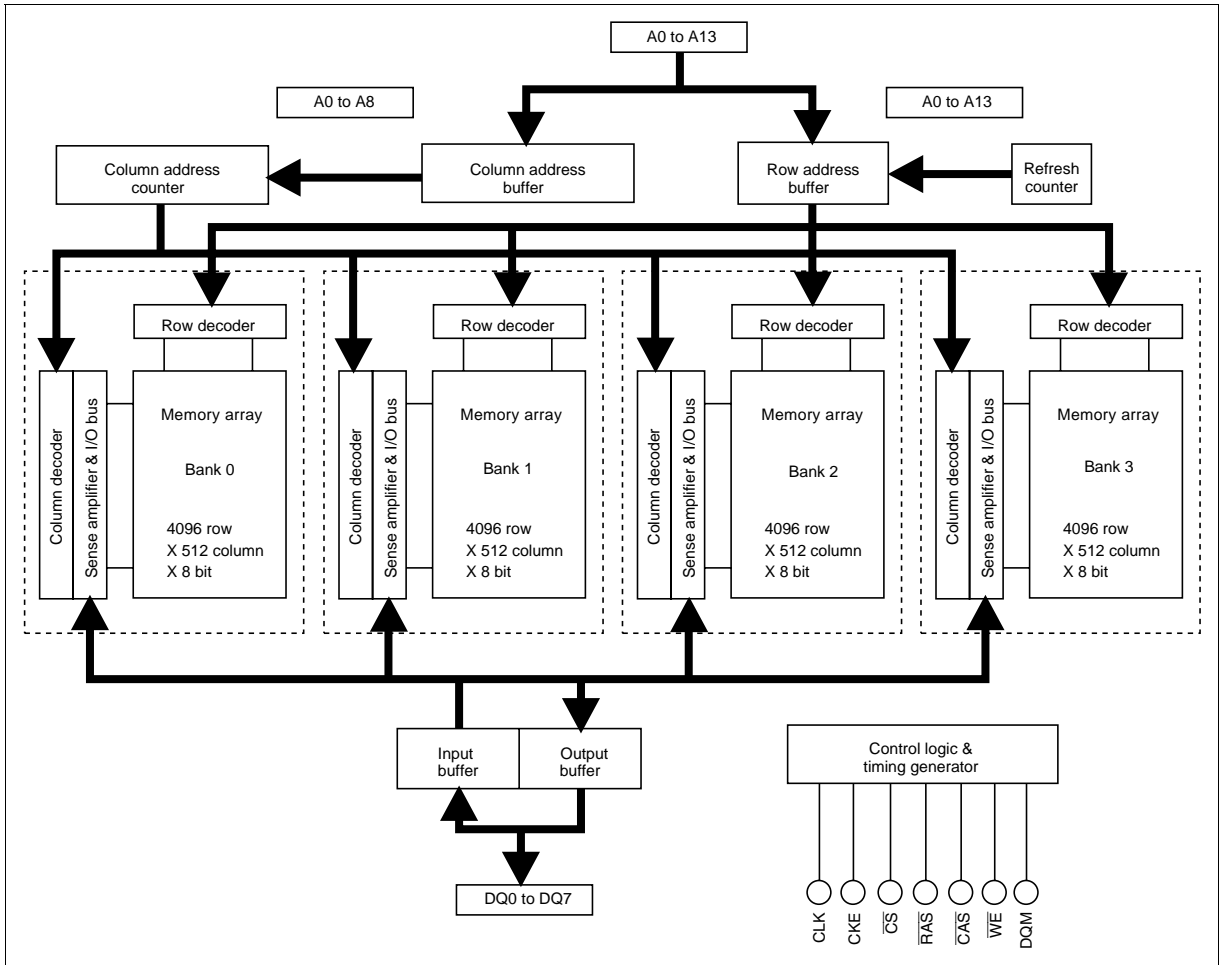 A0 to A13
A0 to A8
A0 to A13
Column address
counter
Column address
buffer
Row address
buffer
Refresh
counter
Row decoder
Column decoder
Sense amplifier & I/O bus
Memory array
Bank 0
4096 row
X 512 column
X 8 bit
Row decoder
Column decoder
Sense amplifier & I/O bus
Memory array
Bank 1
4096 row
X 512 column
X 8 bit
Row decoder
Column decoder
Sense amplifier & I/O bus
Memory array
Bank 2
4096 row
X 512 column
X 8 bit
Row decoder
Column decoder
Sense amplifier & I/O bus
Memory array
Bank 3
4096 row
X 512 column
X 8 bit
Input
buffer
Output
buffer
DQ0 to DQ7
Control logic &
timing generator
CLK
CKE
C̅S̅
R̅A̅S̅
C̅A̅S̅
W̅E̅
DQM